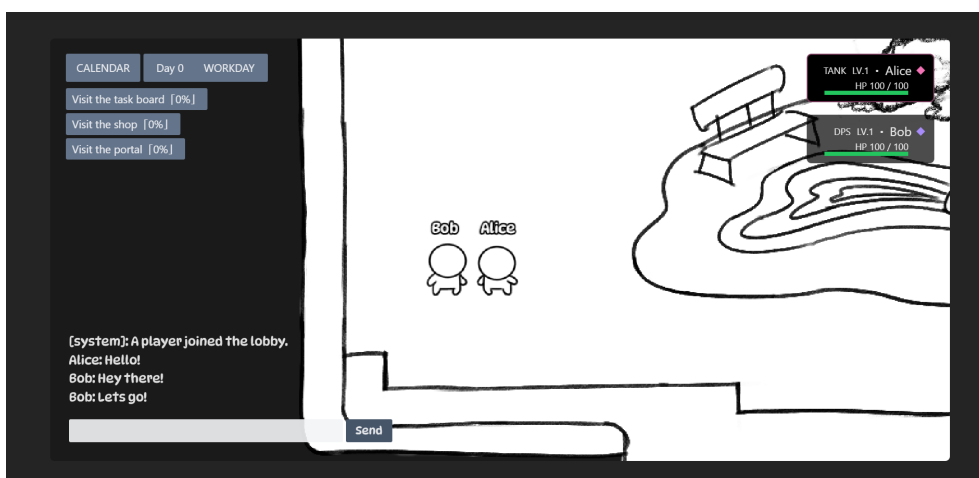 CALENDAR Day 0 WORKDAY
Visit the task board ⌈0%⌋
Visit the shop ⌈0%⌋
Visit the portal ⌈0%⌋
TANK LV.1 • Alice ◆
HP 100 / 100
DPS LV.1 • Bob ◆
HP 100 / 100
Bob Alice
[system]: A player joined the lobby.
Alice: Hello!
Bob: Hey there!
Bob: Lets go!
Send